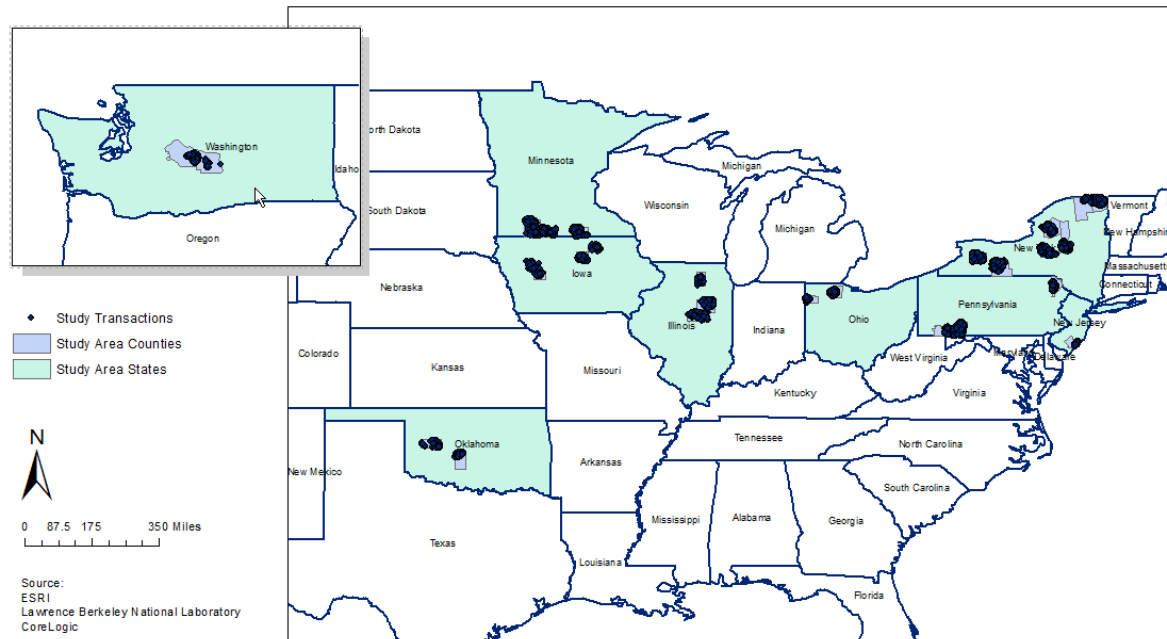 Washington
Idaho
Oregon
North Dakota
South Dakota
Minnesota
Wisconsin
Michigan
Michigan
Vermont
New Hampshire
New York
Massachusetts
Connecticut
Nebraska
Iowa
Illinois
Indiana
Ohio
Pennsylvania
New Jersey
Maryland
Delaware
West Virginia
Virginia
Colorado
Kansas
Missouri
Kentucky
Tennessee
North Carolina
South Carolina
New Mexico
Oklahoma
Arkansas
Mississippi
Alabama
Georgia
Texas
Louisiana
Florida
Study Transactions
Study Area Counties
Study Area States
N
0 87.5 175 350 Miles
Source:
ESRI
Lawrence Berkeley National Laboratory
CoreLogic